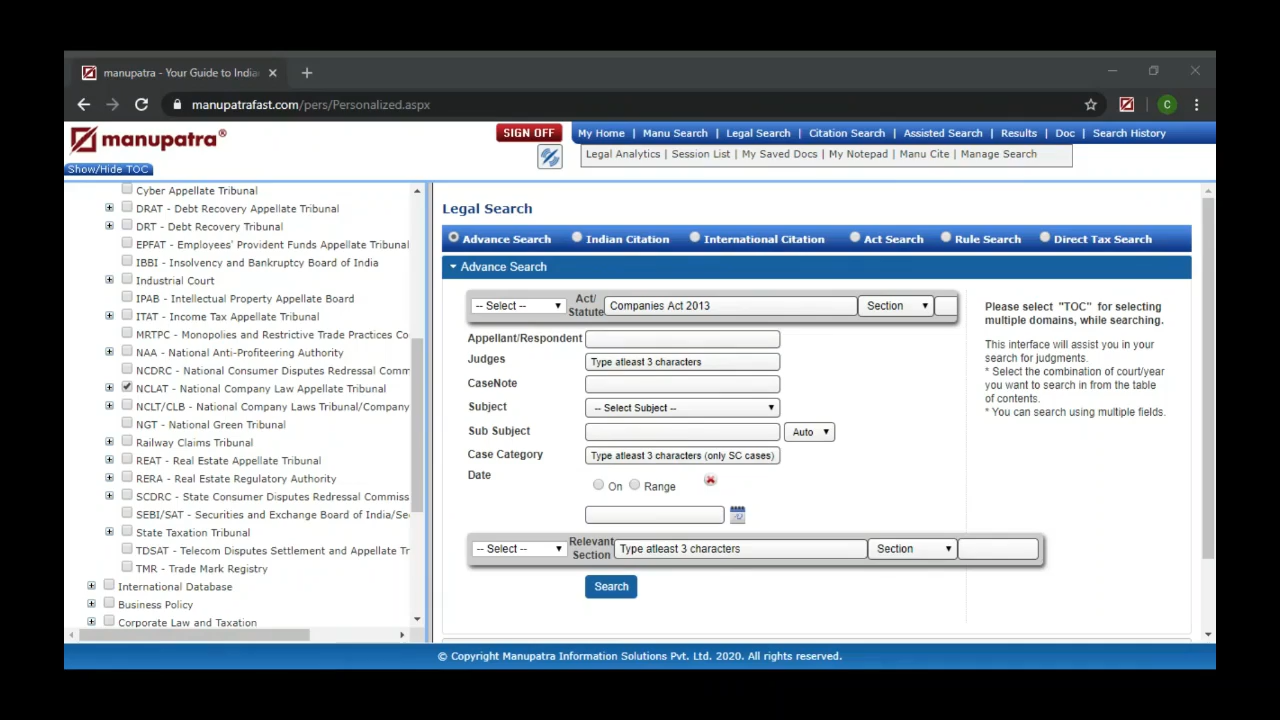 manupatra - Your Guide to India
manupatrafast.com/pers/Personalized.aspx
C
manupatra®
SIGN OFF
My Home | Manu Search | Legal Search | Citation Search | Assisted Search | Results | Doc | Search History
Legal Analytics | Session List | My Saved Docs | My Notepad | Manu Cite | Manage Search
Show/Hide TOC
Cyber Appellate Tribunal
DRAT - Debt Recovery Appellate Tribunal
DRT - Debt Recovery Tribunal
EPFAT - Employees' Provident Funds Appellate Tribunal
IBBI - Insolvency and Bankruptcy Board of India
Industrial Court
IPAB - Intellectual Property Appellate Board
ITAT - Income Tax Appellate Tribunal
MRTPC - Monopolies and Restrictive Trade Practices Co
NAA - National Anti-Profiteering Authority
NCDRC - National Consumer Disputes Redressal Comm
NCLAT - National Company Law Appellate Tribunal
NCLT/CLB - National Company Laws Tribunal/Company
NGT - National Green Tribunal
Railway Claims Tribunal
REAT - Real Estate Appellate Tribunal
RERA - Real Estate Regulatory Authority
SCDRC - State Consumer Disputes Redressal Commiss
SEBI/SAT - Securities and Exchange Board of India/Se
State Taxation Tribunal
TDSAT - Telecom Disputes Settlement and Appellate Tr
TMR - Trade Mark Registry
International Database
Business Policy
Corporate Law and Taxation
Legal Search
Advance Search Indian Citation International Citation Act Search Rule Search Direct Tax Search
Advance Search
-- Select -- Act/ Statute Companies Act 2013 Section
Appellant/Respondent
Judges Type atleast 3 characters
CaseNote
Subject -- Select Subject --
Sub Subject Auto
Case Category Type atleast 3 characters (only SC cases)
Date
On Range
-- Select -- Relevant Section Type atleast 3 characters Section
Search
Please select "TOC" for selecting
multiple domains, while searching.
This interface will assist you in your
search for judgments.
* Select the combination of court/year
you want to search in from the table
of contents.
* You can search using multiple fields.
© Copyright Manupatra Information Solutions Pvt. Ltd. 2020. All rights reserved.